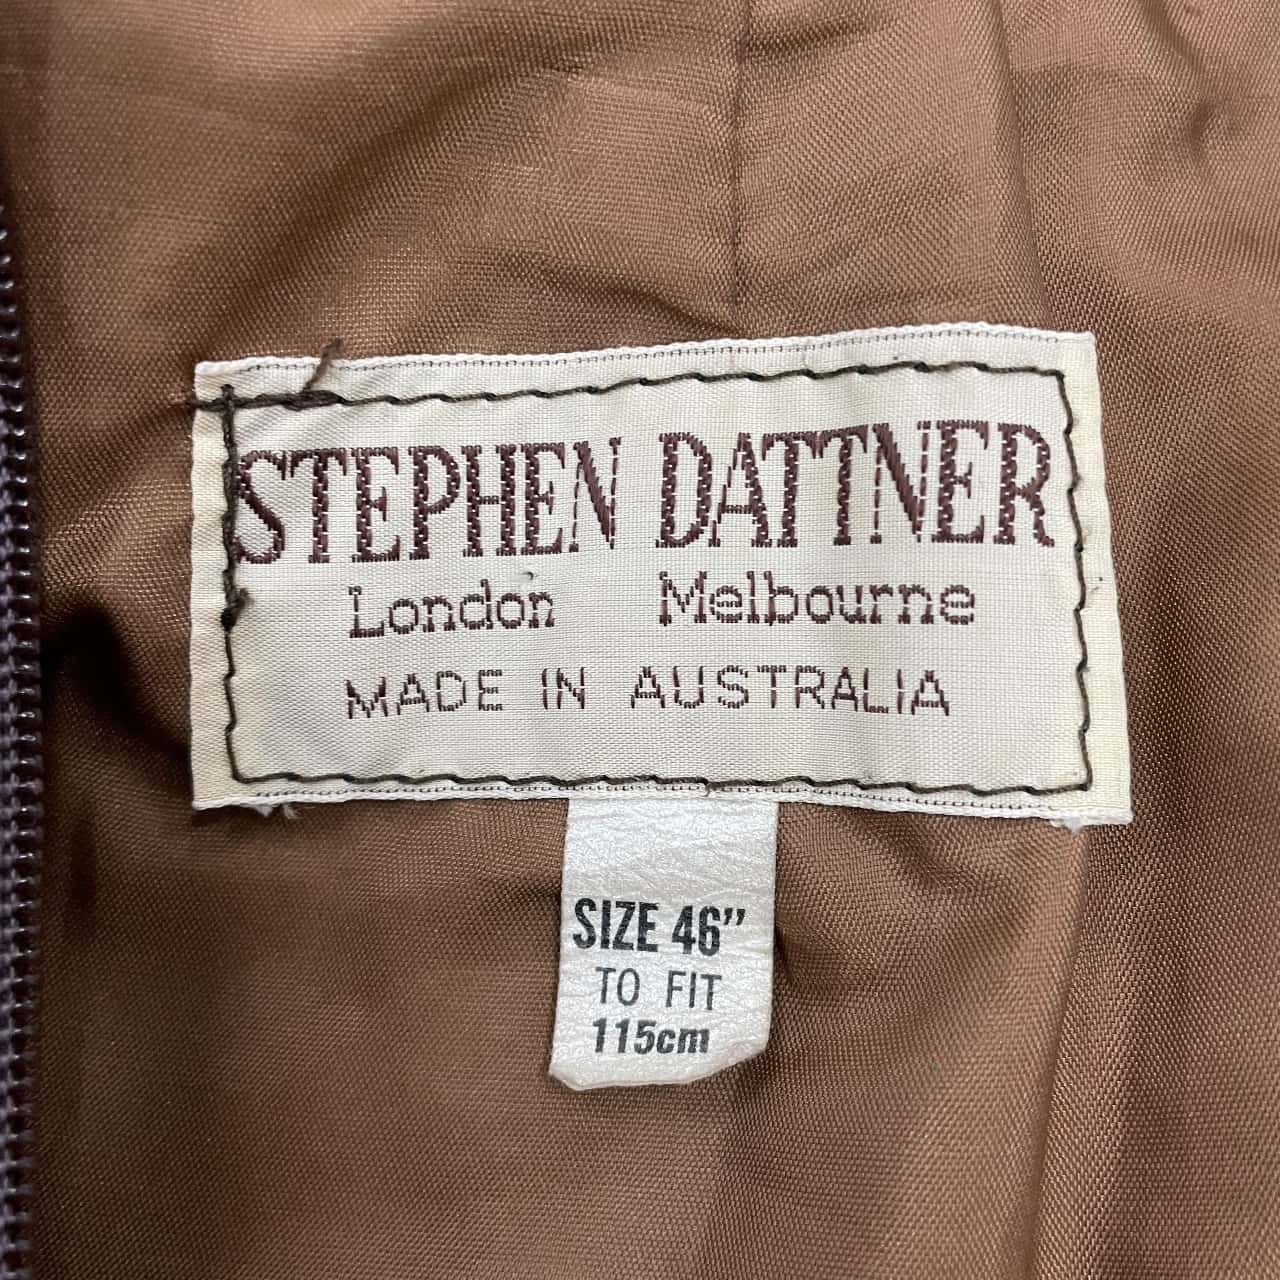 STEPHEN DATTNER
London Melbourne
MADE IN AUSTRALIA
SIZE 46"
TO FIT
115cm